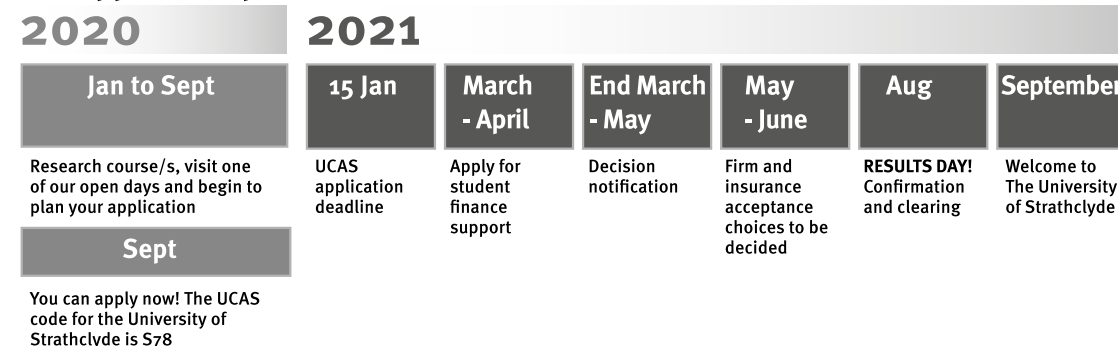 2020
Jan to Sept
Research course/s, visit one
of our open days and begin to
plan your application
Sept
You can apply now! The UCAS
code for the University of
Strathclyde is S78
2021
15 Jan
UCAS
application
deadline
March
- April
Apply for
student
finance
support
End March
- May
Decision
notification
May
- June
Firm and
insurance
acceptance
choices to be
decided
Aug
RESULTS DAY!
Confirmation
and clearing
September
Welcome to
The University
of Strathclyde